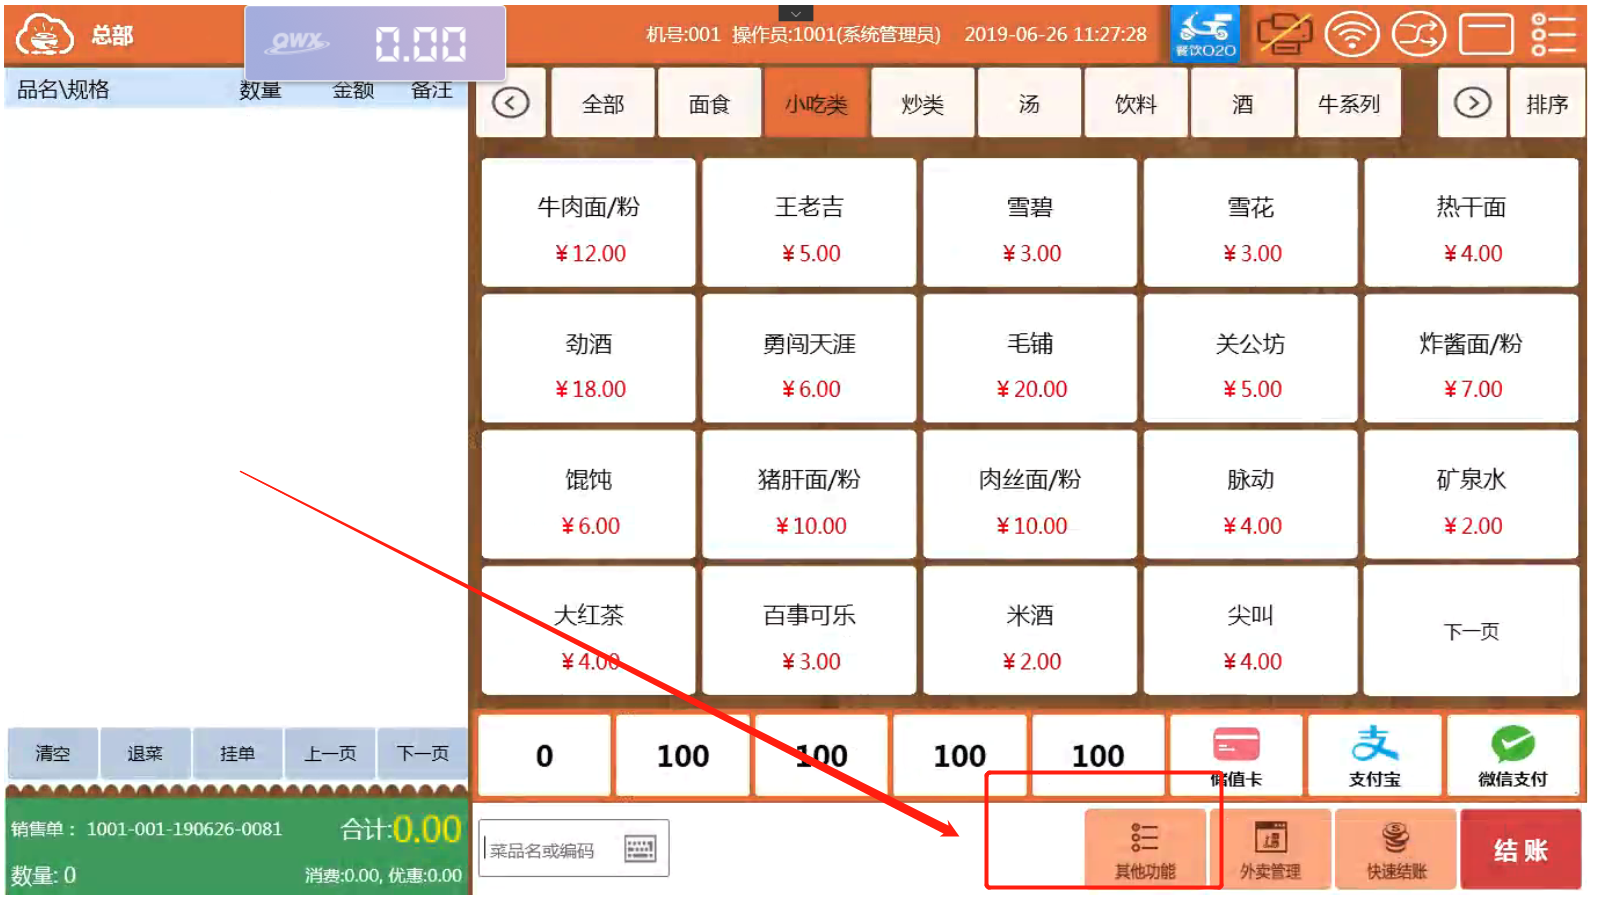 总部
QWX 0.00
机号:001 操作员:1001(系统管理员) 2019-06-26 11:27:28
餐饮O2O
品名\规格 数量 金额 备注
全部 面食 小吃类 炒类 汤 饮料 酒 牛系列 排序
牛肉面/粉 王老吉 雪碧 雪花 热干面
¥12.00 ¥5.00 ¥3.00 ¥3.00 ¥4.00
劲酒 勇闯天涯 毛铺 关公坊 炸酱面/粉
¥18.00 ¥6.00 ¥20.00 ¥5.00 ¥7.00
馄饨 猪肝面/粉 肉丝面/粉 脉动 矿泉水
¥6.00 ¥10.00 ¥10.00 ¥4.00 ¥2.00
大红茶 百事可乐 米酒 尖叫 下一页
¥4.00 ¥3.00 ¥2.00 ¥4.00
清空 退菜 挂单 上一页 下一页
0 100 100 100 100 储值卡 支付宝 微信支付
销售单: 1001-001-190626-0081 合计:0.00
数量: 0 消费:0.00, 优惠:0.00
菜品名或编码
其他功能 外卖管理 快速结账 结账